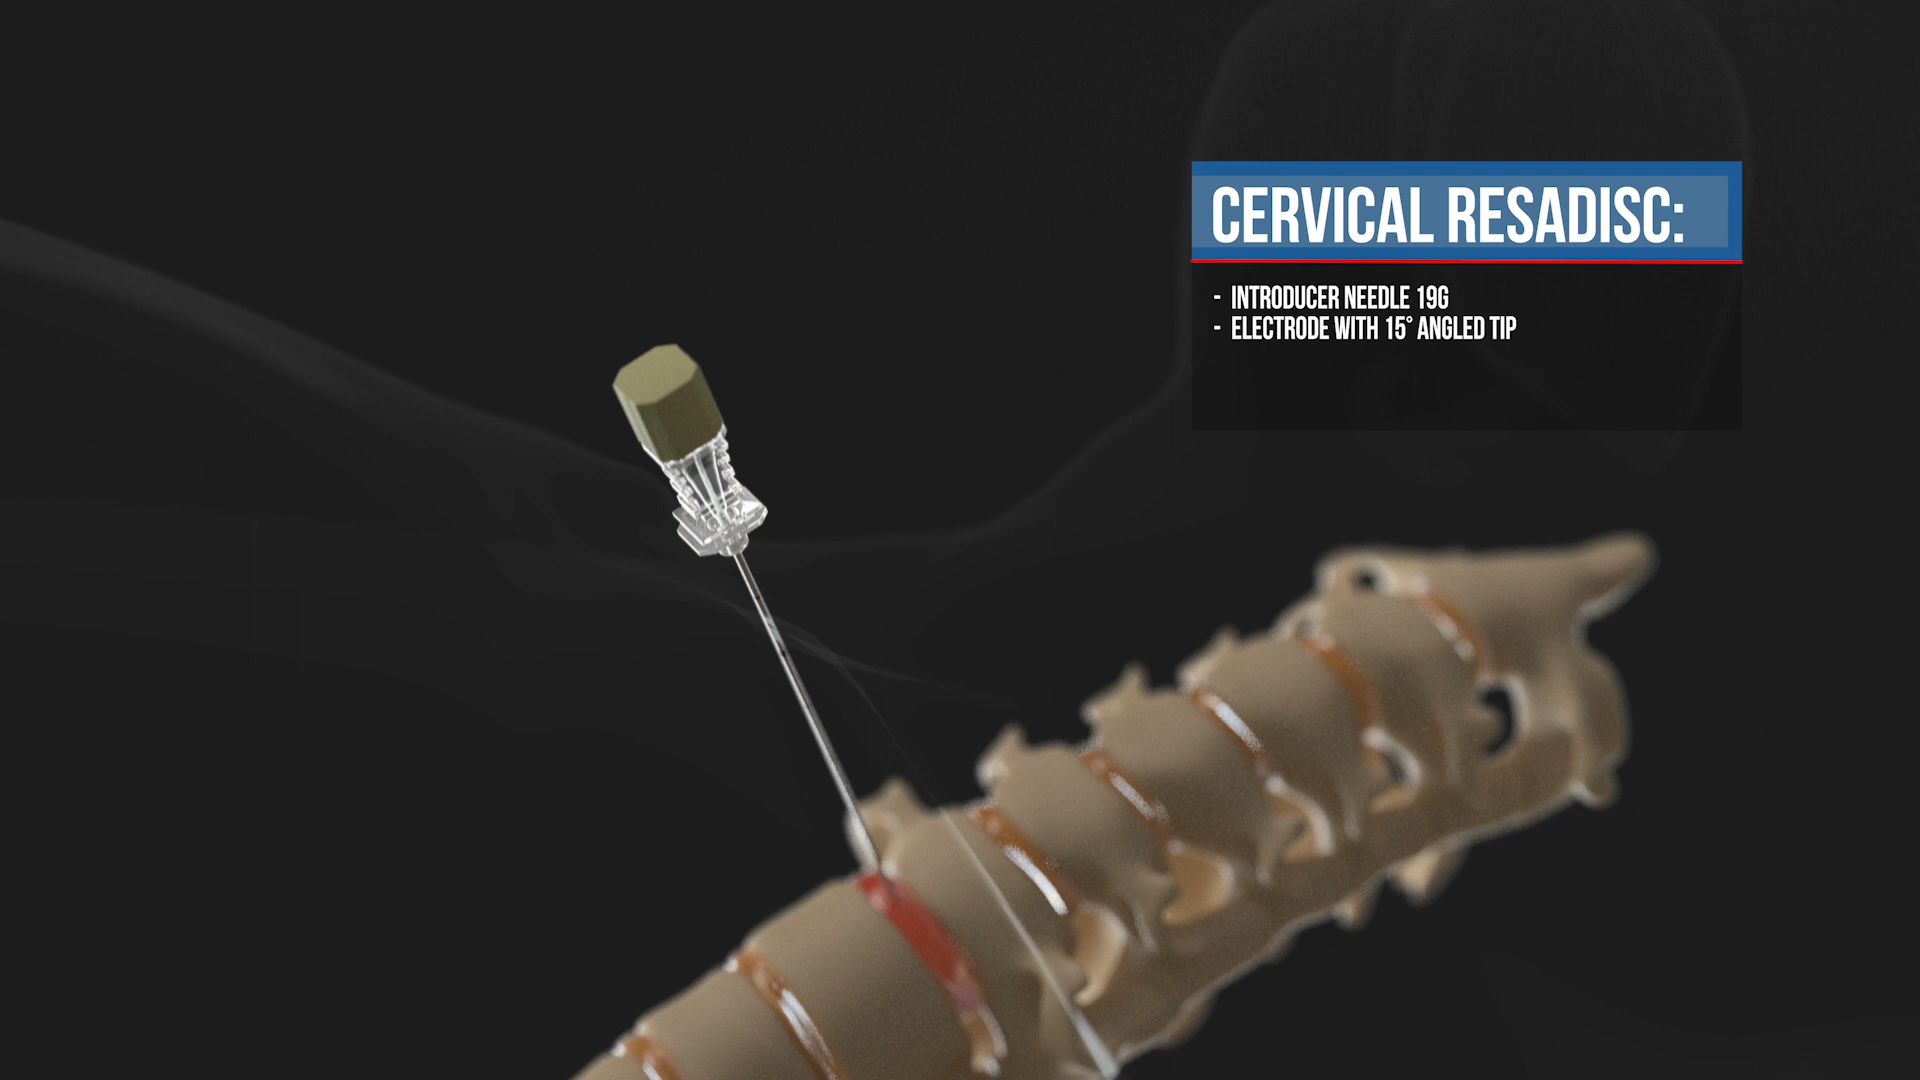 CERVICAL RESADISC:
- INTRODUCER NEEDLE 19G
- ELECTRODE WITH 15° ANGLED TIP